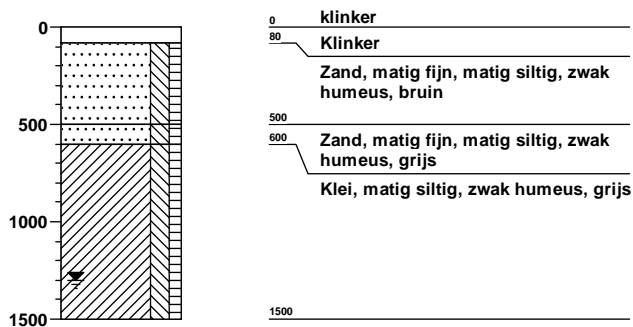 0
500
1000
1500
0
klinker
80
Klinker
Zand, matig fijn, matig siltig, zwak
humeus, bruin
500
600
Zand, matig fijn, matig siltig, zwak
humeus, grijs
Klei, matig siltig, zwak humeus, grijs
1500